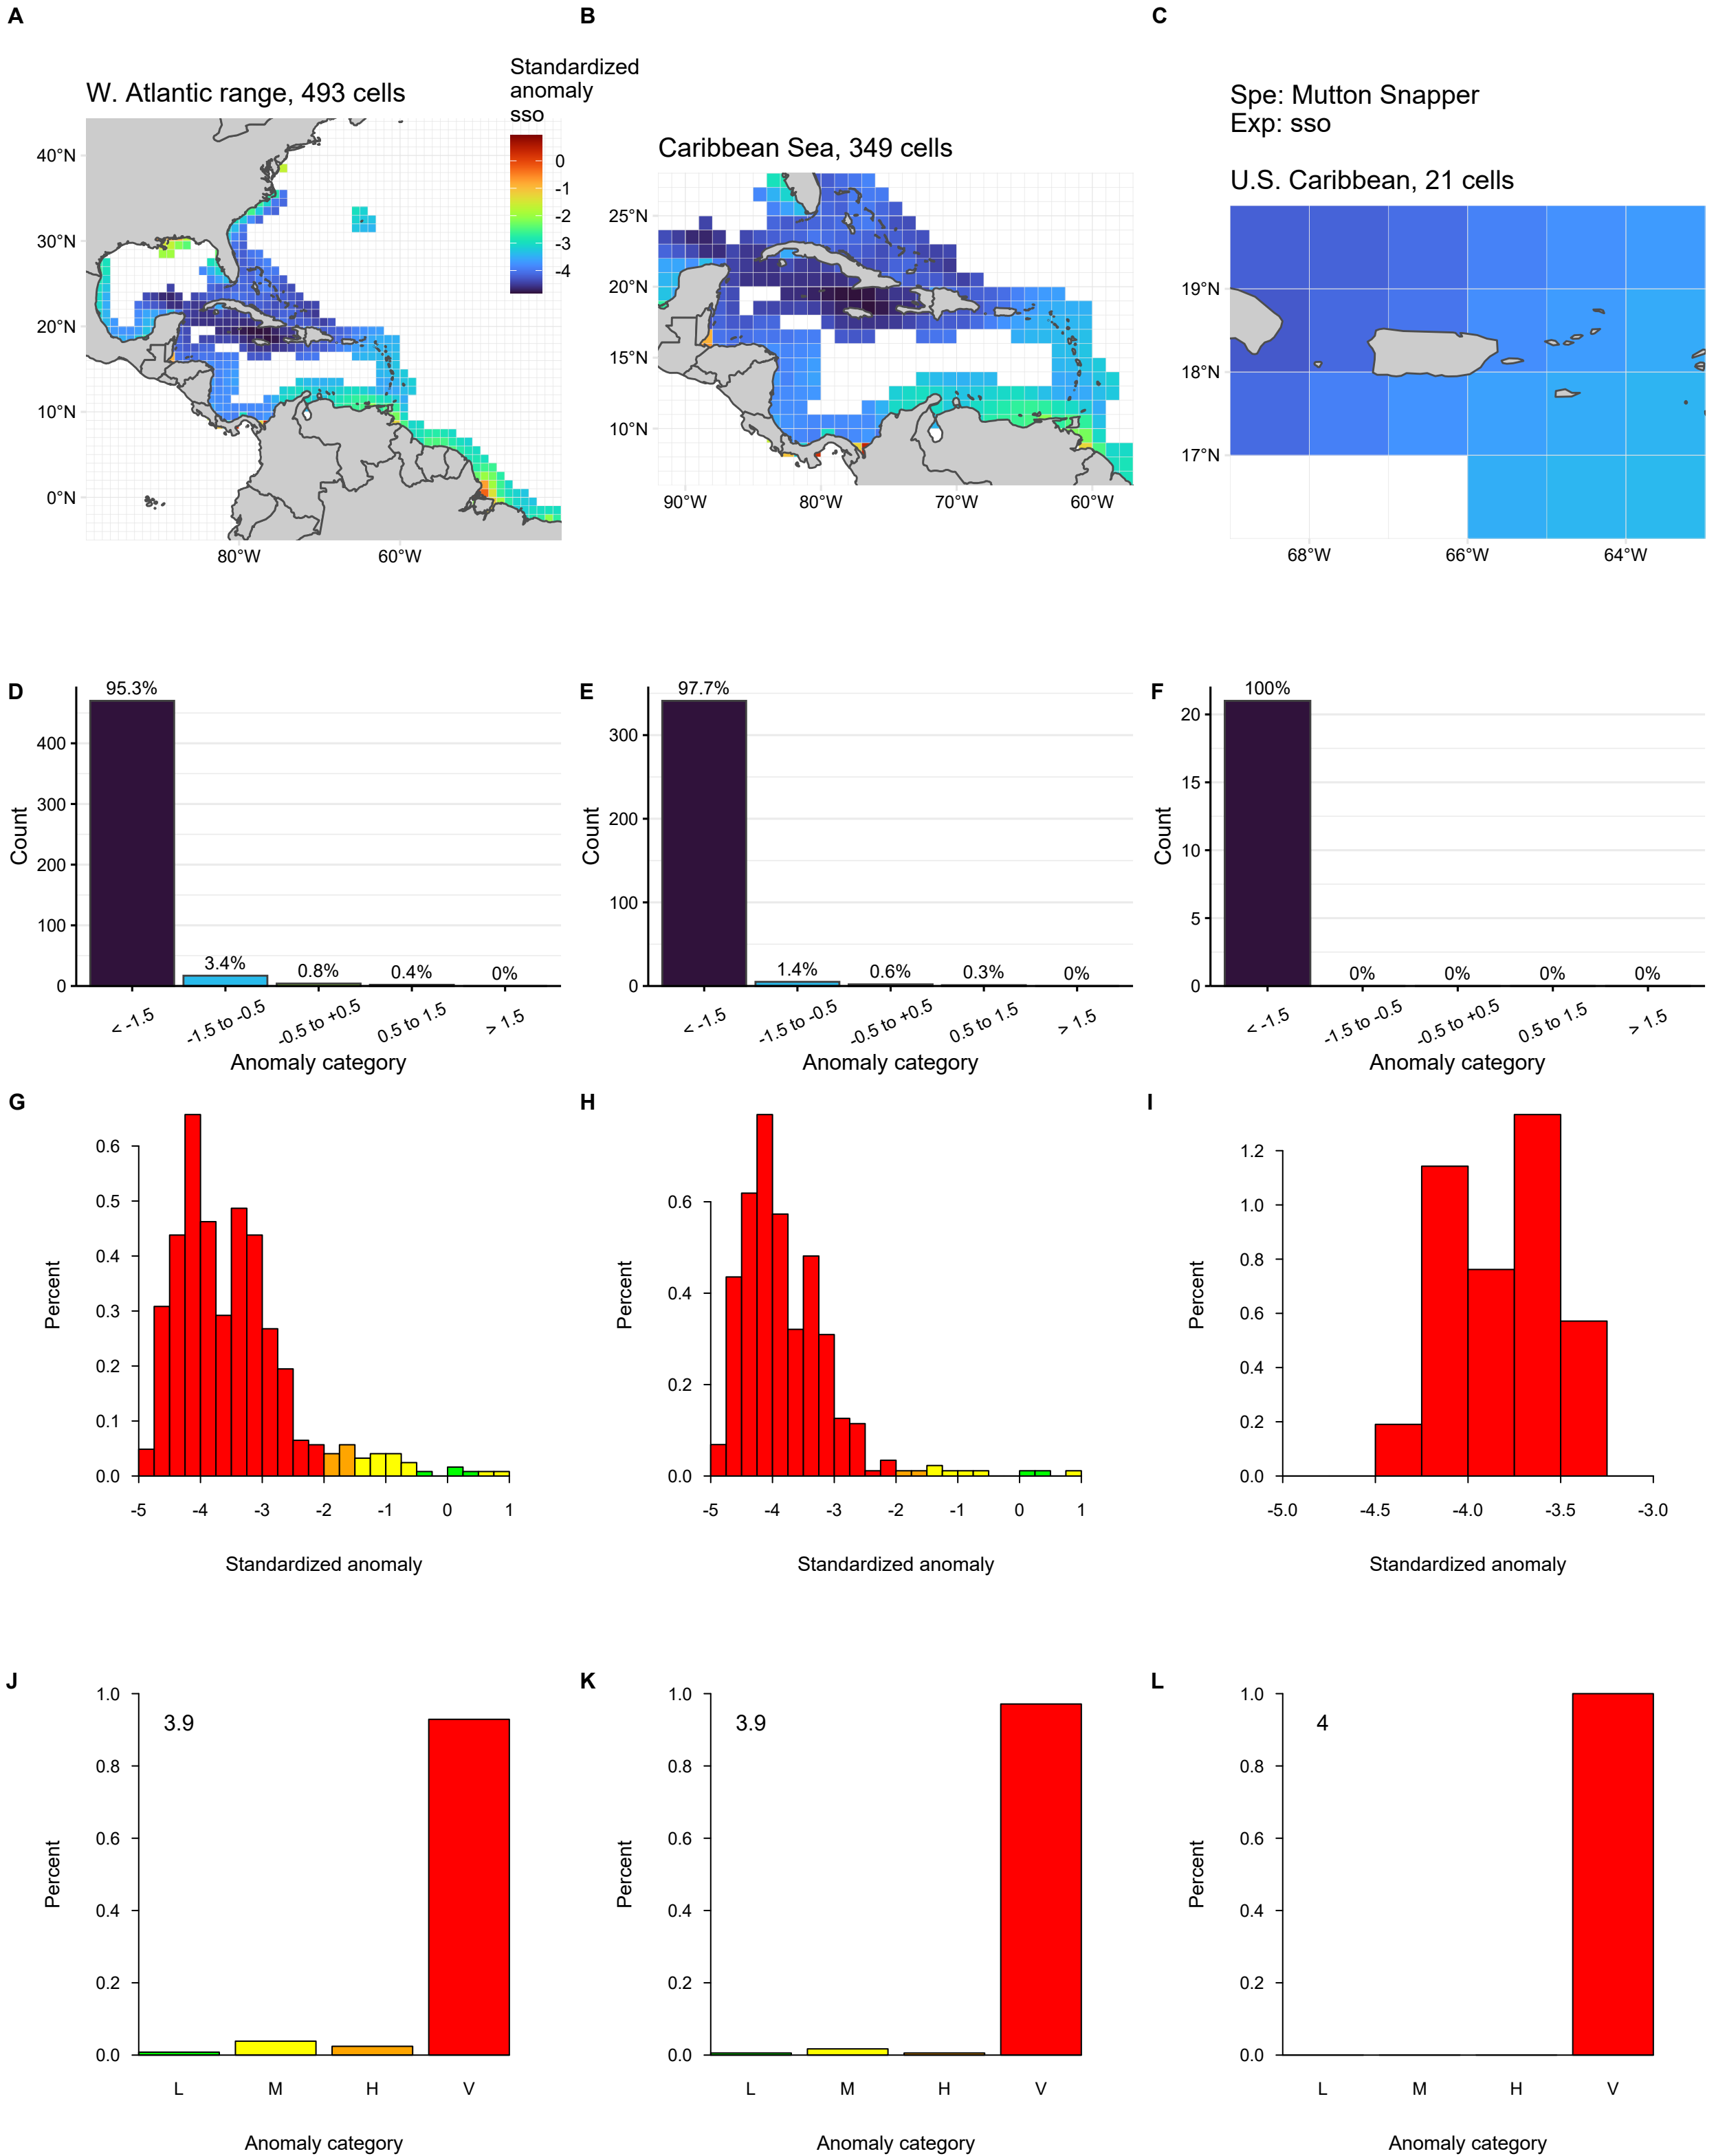 A
B
C
W. Atlantic range, 493 cells
Standardized
anomaly
sso
0
-1
-2
-3
-4
40°N
30°N
20°N
10°N
0°N
80°W
60°W
Caribbean Sea, 349 cells
25°N
20°N
15°N
10°N
90°W
80°W
70°W
60°W
Spe: Mutton Snapper
Exp: sso
U.S. Caribbean, 21 cells
19°N
18°N
17°N
68°W
66°W
64°W
D
Count
400
300
200
100
0
95.3%
3.4%
0.8%
0.4%
0%
< -1.5
-1.5 to -0.5
-0.5 to +0.5
0.5 to 1.5
> 1.5
Anomaly category
E
Count
300
200
100
0
97.7%
1.4%
0.6%
0.3%
0%
< -1.5
-1.5 to -0.5
-0.5 to +0.5
0.5 to 1.5
> 1.5
Anomaly category
F
Count
20
15
10
5
0
100%
0%
0%
0%
0%
< -1.5
-1.5 to -0.5
-0.5 to +0.5
0.5 to 1.5
> 1.5
Anomaly category
G
Percent
0.6
0.5
0.4
0.3
0.2
0.1
0.0
-5
-4
-3
-2
-1
0
1
Standardized anomaly
H
Percent
0.6
0.4
0.2
0.0
-5
-4
-3
-2
-1
0
1
Standardized anomaly
I
Percent
1.2
1.0
0.8
0.6
0.4
0.2
0.0
-5.0
-4.5
-4.0
-3.5
-3.0
Standardized anomaly
J
Percent
1.0
0.8
0.6
0.4
0.2
0.0
3.9
L
M
H
V
Anomaly category
K
Percent
1.0
0.8
0.6
0.4
0.2
0.0
3.9
L
M
H
V
Anomaly category
L
Percent
1.0
0.8
0.6
0.4
0.2
0.0
4
L
M
H
V
Anomaly category